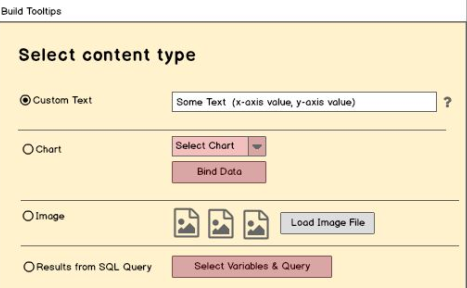 Build Tooltips
Select content type
Custom Text
Some Text (x-axis value, y-axis value)
?
Chart
Select Chart
Bind Data
Image
Load Image File
Results from SQL Query
Select Variables & Query